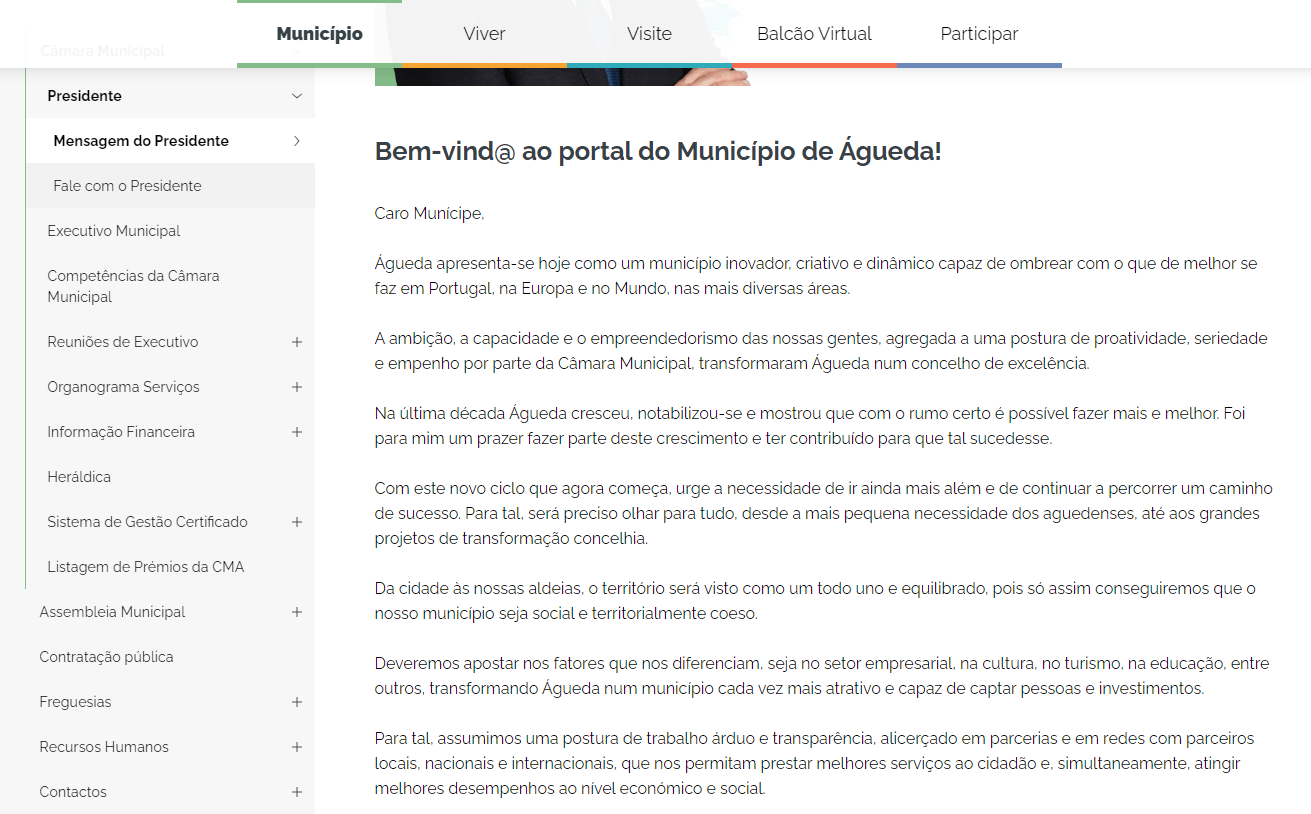 Município
Viver
Visite
Balcão Virtual
Participar
Câmara Municipal
Presidente
Mensagem do Presidente
Fale com o Presidente
Executivo Municipal
Competências da Câmara
Municipal
Reuniões de Executivo
Organograma Serviços
Informação Financeira
Heráldica
Sistema de Gestão Certificado
Listagem de Prémios da CMA
Assembleia Municipal
Contratação pública
Freguesias
Recursos Humanos
Contactos
Bem-vind@ ao portal do Município de Águeda!
Caro Munícipe,
Águeda apresenta-se hoje como um município inovador, criativo e dinâmico capaz de ombrear com o que de melhor se
faz em Portugal, na Europa e no Mundo, nas mais diversas áreas.
A ambição, a capacidade e o empreendedorismo das nossas gentes, agregada a uma postura de proatividade, seriedade
e empenho por parte da Câmara Municipal, transformaram Águeda num concelho de excelência.
Na última década Águeda cresceu, notabilizou-se e mostrou que com o rumo certo é possível fazer mais e melhor. Foi
para mim um prazer fazer parte deste crescimento e ter contribuído para que tal sucedesse.
Com este novo ciclo que agora começa, urge a necessidade de ir ainda mais além e de continuar a percorrer um caminho
de sucesso. Para tal, será preciso olhar para tudo, desde a mais pequena necessidade dos aguedenses, até aos grandes
projetos de transformação concelhia.
Da cidade às nossas aldeias, o território será visto como um todo uno e equilibrado, pois só assim conseguiremos que o
nosso município seja social e territorialmente coeso.
Deveremos apostar nos fatores que nos diferenciam, seja no setor empresarial, na cultura, no turismo, na educação, entre
outros, transformando Águeda num município cada vez mais atrativo e capaz de captar pessoas e investimentos.
Para tal, assumimos uma postura de trabalho árduo e transparência, alicerçado em parcerias e em redes com parceiros
locais, nacionais e internacionais, que nos permitam prestar melhores serviços ao cidadão e, simultaneamente, atingir
melhores desempenhos ao nível económico e social.